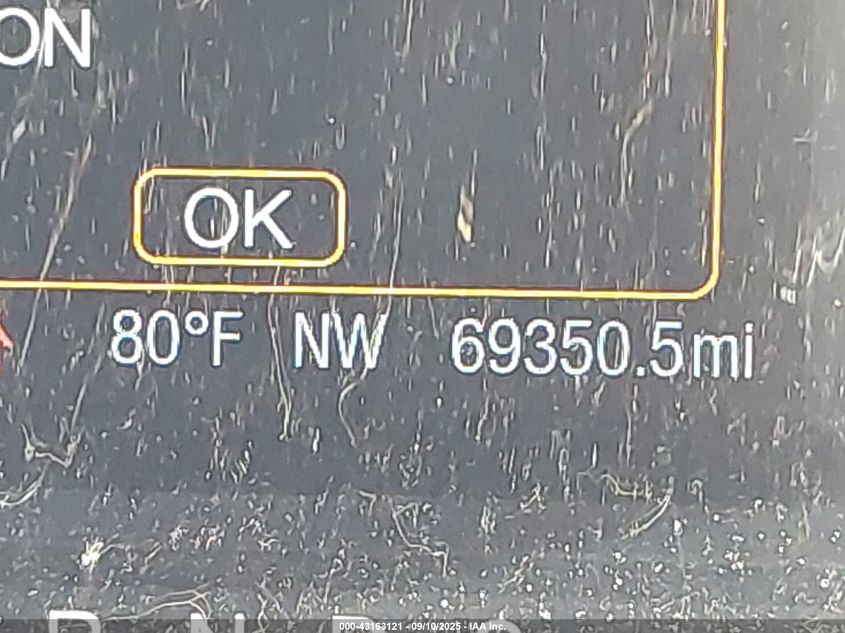 ON
OK
80°F NW 69350.5mi
000-43163121 - 09/10/2025 - IAA Inc.